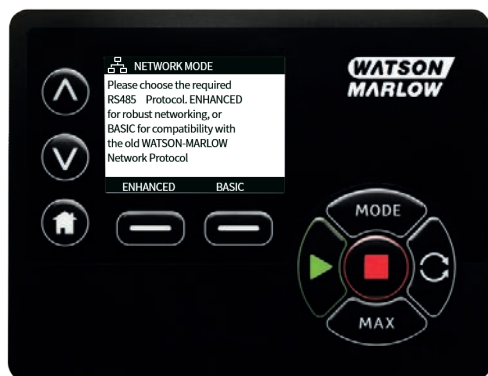 NETWORK MODE
Please choose the required
RS485 Protocol. ENHANCED
for robust networking, or
BASIC for compatibility with
the old WATSON-MARLOW
Network Protocol
ENHANCED BASIC
WATSON
MARLOW
MODE
MAX